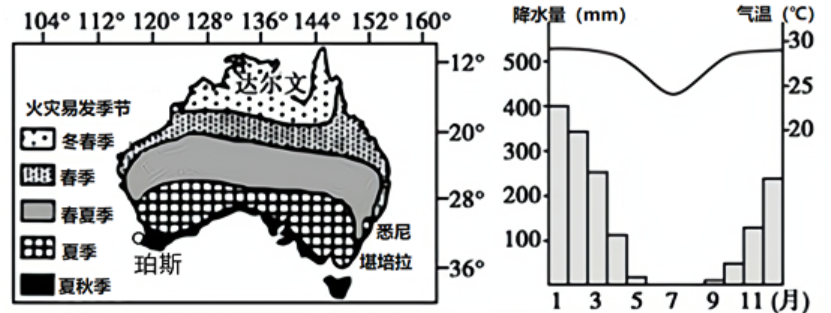 104° 112° 120° 128° 136° 144° 152° 160°
12°
20°
28°
36°
火灾易发季节
冬春季
春季
春夏季
夏季
夏秋季
达尔文
悉尼
堪培拉
珀斯
降水量（mm） 气温（℃）
500
400
300
200
100
30
25
20
1 3 5 7 9 11 (月)